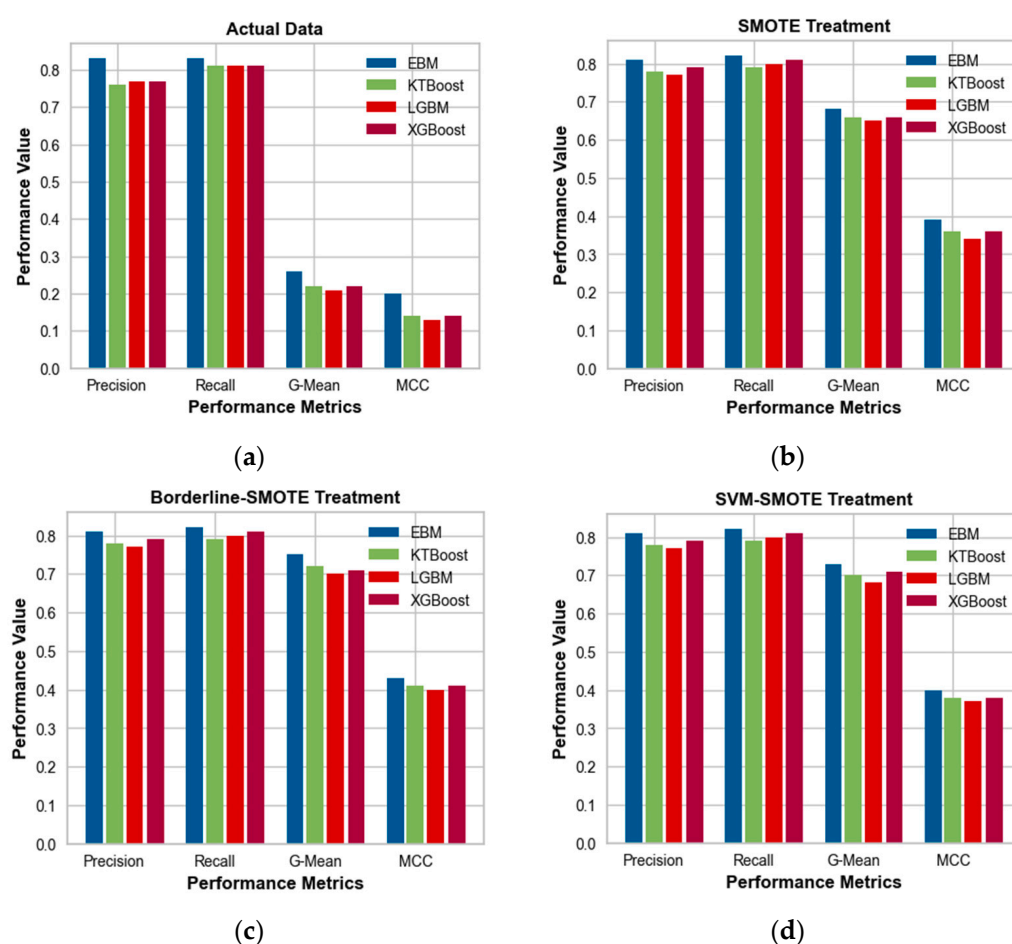 Actual Data
Performance Value
0.8
0.7
0.6
0.5
0.4
0.3
0.2
0.1
0.0
EBM
KTBoost
LGBM
XGBoost
Precision Recall G-Mean MCC
Performance Metrics
(a)
SMOTE Treatment
Performance Value
0.8
0.7
0.6
0.5
0.4
0.3
0.2
0.1
0.0
EBM
KTBoost
LGBM
XGBoost
Precision Recall G-Mean MCC
Performance Metrics
(b)
Borderline-SMOTE Treatment
Performance Value
0.8
0.7
0.6
0.5
0.4
0.3
0.2
0.1
0.0
EBM
KTBoost
LGBM
XGBoost
Precision Recall G-Mean MCC
Performance Metrics
(c)
SVM-SMOTE Treatment
Performance Value
0.8
0.7
0.6
0.5
0.4
0.3
0.2
0.1
0.0
EBM
KTBoost
LGBM
XGBoost
Precision Recall G-Mean MCC
Performance Metrics
(d)